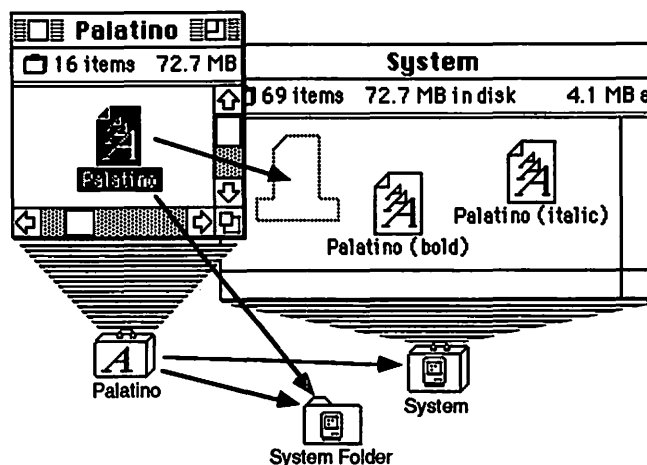 Palatino
16 items 72.7 MB
System
69 items 72.7 MB in disk 4.1 MB a
Palatino
Palatino (bold)
Palatino (italic)
A
Palatino
System
System Folder